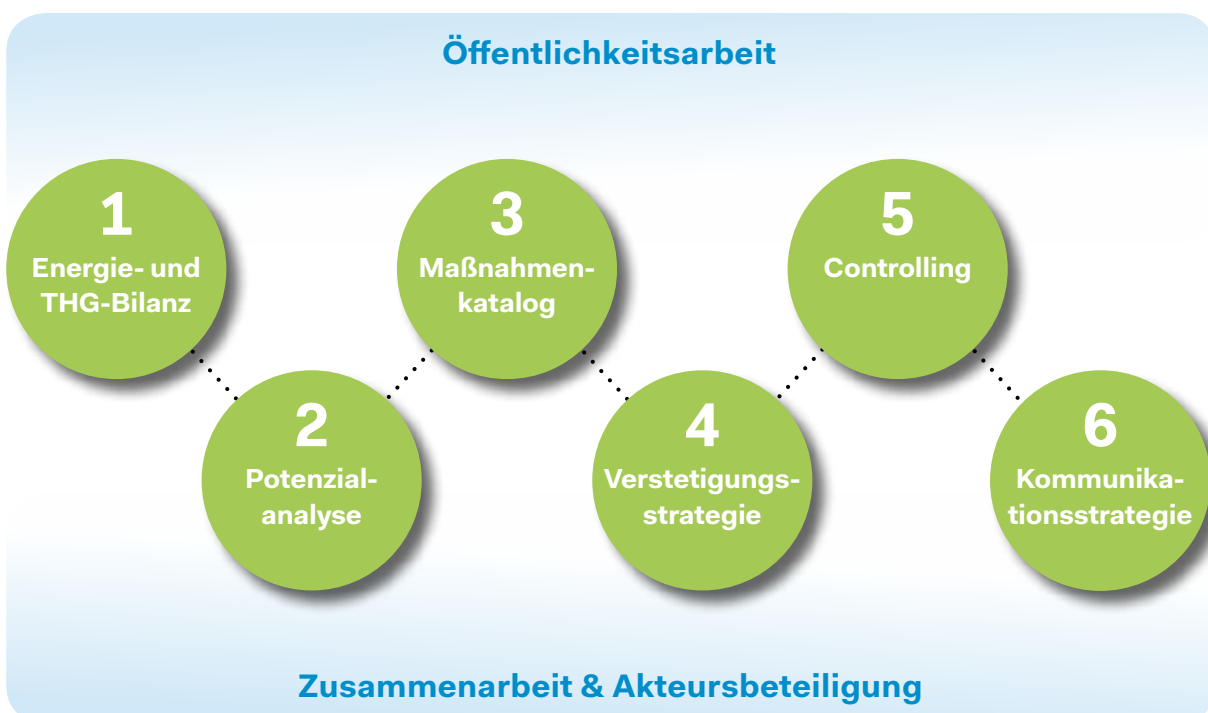 Öffentlichkeitsarbeit
1
Energie- und
THG-Bilanz
2
Potenzial-
analyse
3
Maßnahmen-
katalog
4
Verstetigungs-
strategie
5
Controlling
6
Kommunika-
tionsstrategie
Zusammenarbeit & Akteursbeteiligung